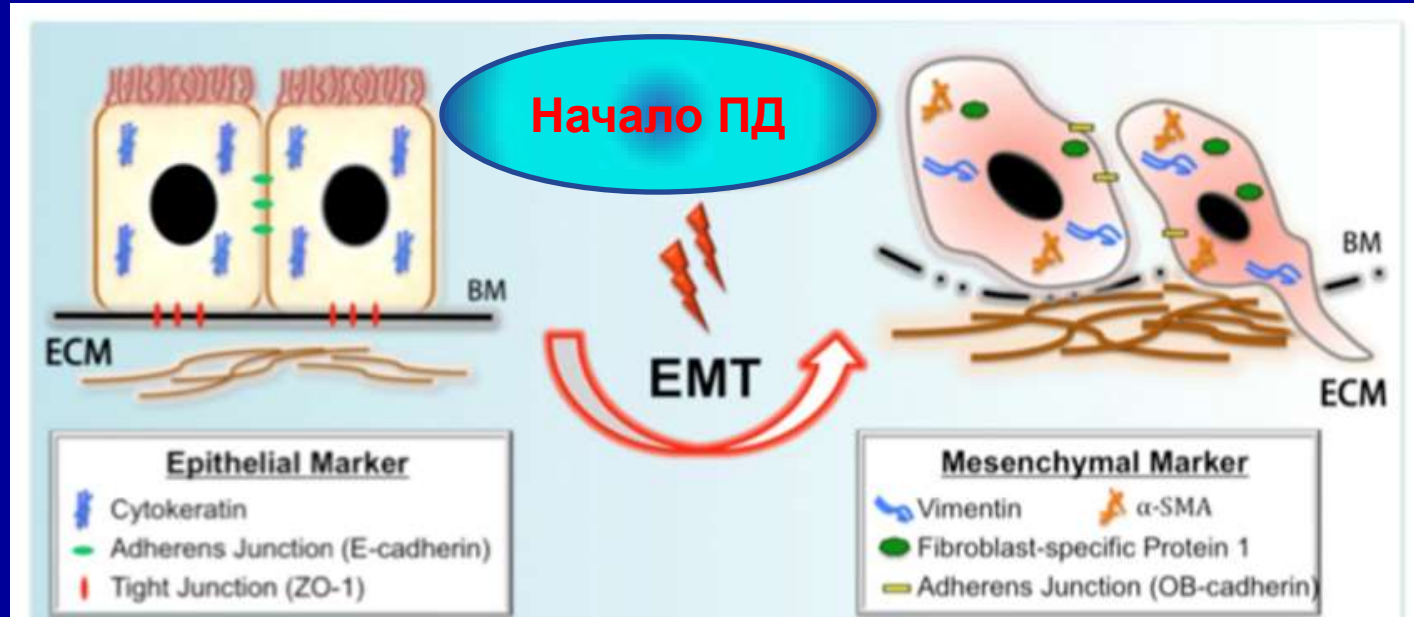 Начало ПД
BM
BM
ECM
EMT
ECM
Epithelial Marker
Cytokeratin
Adherens Junction (E-cadherin)
Tight Junction (ZO-1)
Mesenchymal Marker
Vimentin α-SMA
Fibroblast-specific Protein 1
Adherens Junction (OB-cadherin)